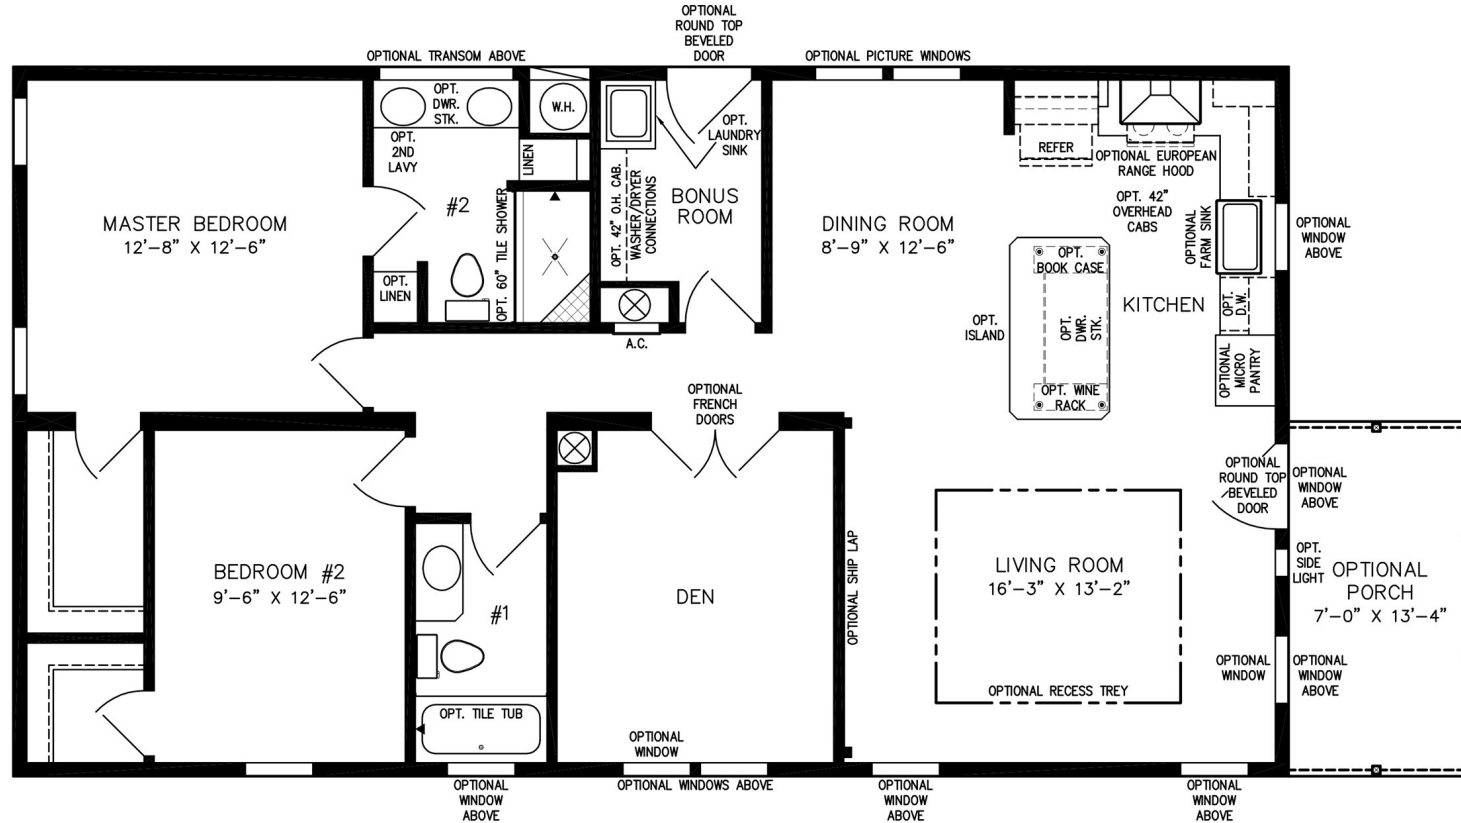 OPTIONAL
ROUND TOP
BEVELED
DOOR
OPTIONAL TRANSOM ABOVE
OPTIONAL PICTURE WINDOWS
OPT.
DWR.
STK.
W.H.
OPT.
2ND
LAVY
LINEN
OPT.
LAUNDRY
SINK
REFER
OPTIONAL EUROPEAN
RANGE HOOD
MASTER BEDROOM
12'-8" X 12'-6"
#2
OPT. 60" TILE SHOWER
OPT.
LINEN
OPT. 42" O.H. CAB.
WASHER/DRYER
CONNECTIONS
BONUS
ROOM
DINING ROOM
8'-9" X 12'-6"
OPT. 42"
OVERHEAD
CABS
OPTIONAL
FARM SINK
OPTIONAL
WINDOW
ABOVE
OPT.
BOOK CASE
KITCHEN
OPT.
D.W.
OPT.
ISLAND
OPT.
DWR.
STK.
A.C.
OPTIONAL
MICRO
PANTRY
OPT. WINE
RACK
OPTIONAL
FRENCH
DOORS
OPTIONAL
ROUND TOP
BEVELED
DOOR
OPTIONAL
WINDOW
ABOVE
BEDROOM #2
9'-6" X 12'-6"
#1
DEN
OPTIONAL SHIP LAP
LIVING ROOM
16'-3" X 13'-2"
OPT.
SIDE
LIGHT
OPTIONAL
PORCH
7'-0" X 13'-4"
OPTIONAL
WINDOW
OPTIONAL
WINDOW
ABOVE
OPTIONAL RECESS TREY
OPT. TILE TUB
OPTIONAL
WINDOW
OPTIONAL
WINDOW
ABOVE
OPTIONAL WINDOWS ABOVE
OPTIONAL
WINDOW
ABOVE
OPTIONAL
WINDOW
ABOVE